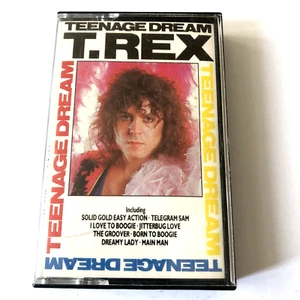 TEENAGE DREAM
T.REX
TEENAGE DREAM
TEENAGE DREAM
Including
SOLID GOLD EASY ACTION · TELEGRAM SAM
I LOVE TO BOOGIE · JITTERBUG LOVE
THE GROOVER · BORN TO BOOGIE
DREAMY LADY · MAIN MAN
TEENAGE DREAM